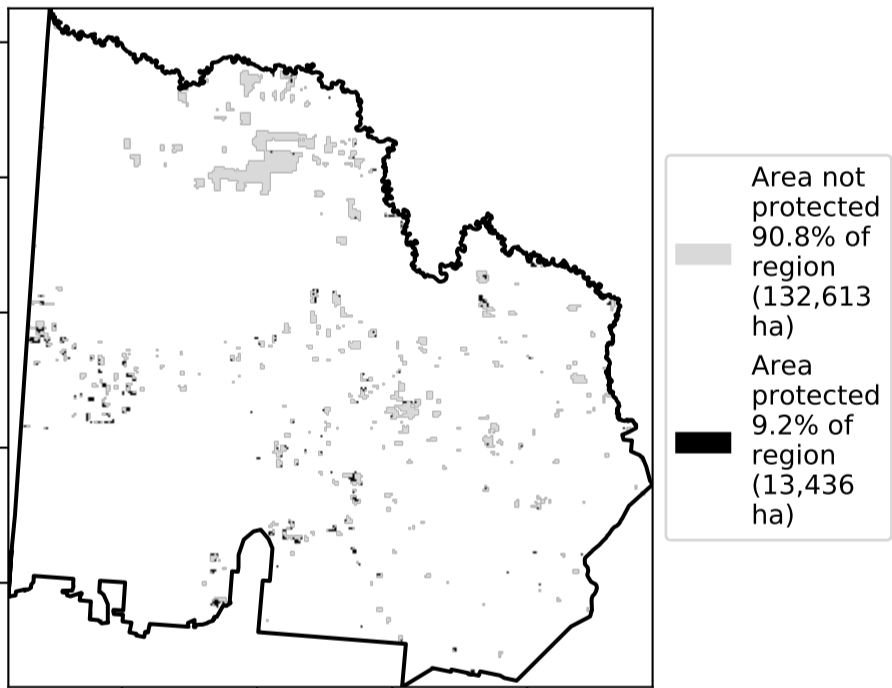 Area not
protected
90.8% of
region
(132,613
ha)
Area
protected
9.2% of
region
(13,436
ha)